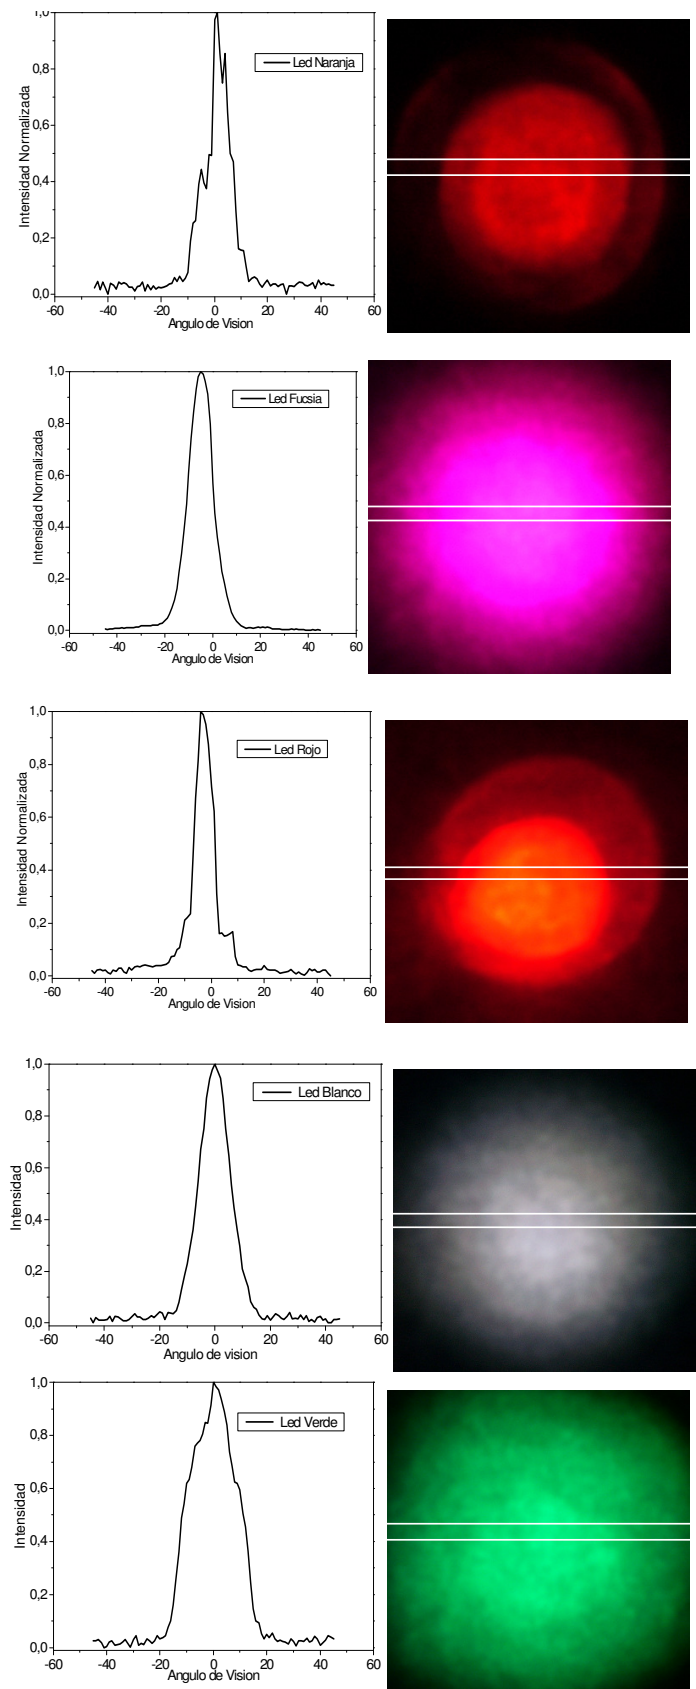 1,0
Led Naranja
0,8
0,6
0,4
0,2
0,0
Intensidad Normalizada
-60 -40 -20 0 20 40 60
Angulo de Vision
1,0
Led Fucsia
0,8
0,6
0,4
0,2
0,0
Intensidad Normalizada
-60 -40 -20 0 20 40 60
Angulo de Vision
1,0
Led Rojo
0,8
0,6
0,4
0,2
0,0
Intensidad Normalizada
-60 -40 -20 0 20 40 60
Angulo de Vision
1,0
Led Blanco
0,8
0,6
0,4
0,2
0,0
Intensidad
-60 -40 -20 0 20 40 60
Angulo de vision
1,0
Led Verde
0,8
0,6
0,4
0,2
0,0
Intensidad
-60 -40 -20 0 20 40 60
Angulo de Vision